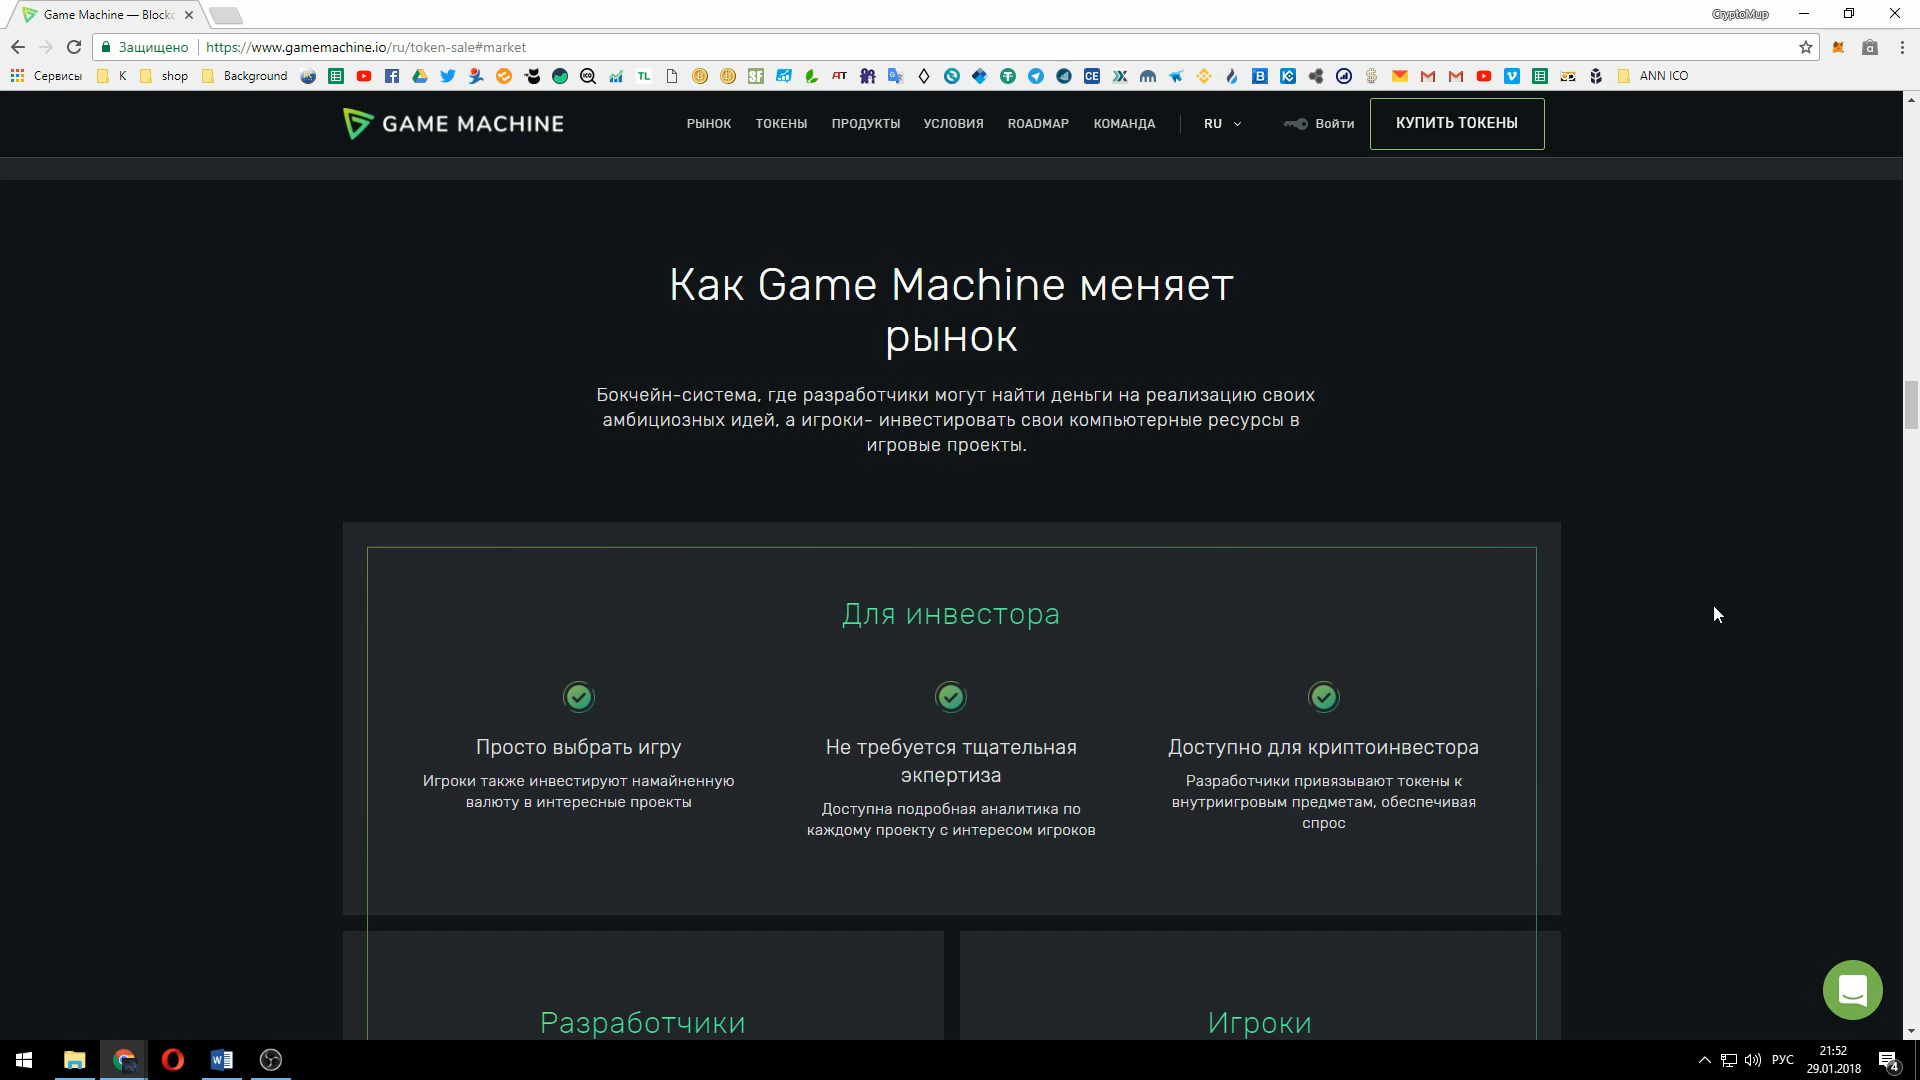 Game Machine — Blockc
CryptoMup
Защищено
https://www.gamemachine.io/ru/token-sale#market
Сервисы
K
shop
Background
ANN ICO
GAME MACHINE
РЫНОК
ТОКЕНЫ
ПРОДУКТЫ
УСЛОВИЯ
ROADMAP
КОМАНДА
RU
Войти
КУПИТЬ ТОКЕНЫ
Как Game Machine меняет
рынок
Бокчейн-система, где разработчики могут найти деньги на реализацию своих
амбициозных идей, а игроки- инвестировать свои компьютерные ресурсы в
игровые проекты.
Для инвестора
Просто выбрать игру
Игроки также инвестируют намайненную
валюту в интересные проекты
Не требуется тщательная
экпертиза
Доступна подробная аналитика по
каждому проекту с интересом игроков
Доступно для криптоинвестора
Разработчики привязывают токены к
внутриигровым предметам, обеспечивая
спрос
Разработчики
Игроки
РУС
21:52
29.01.2018
4